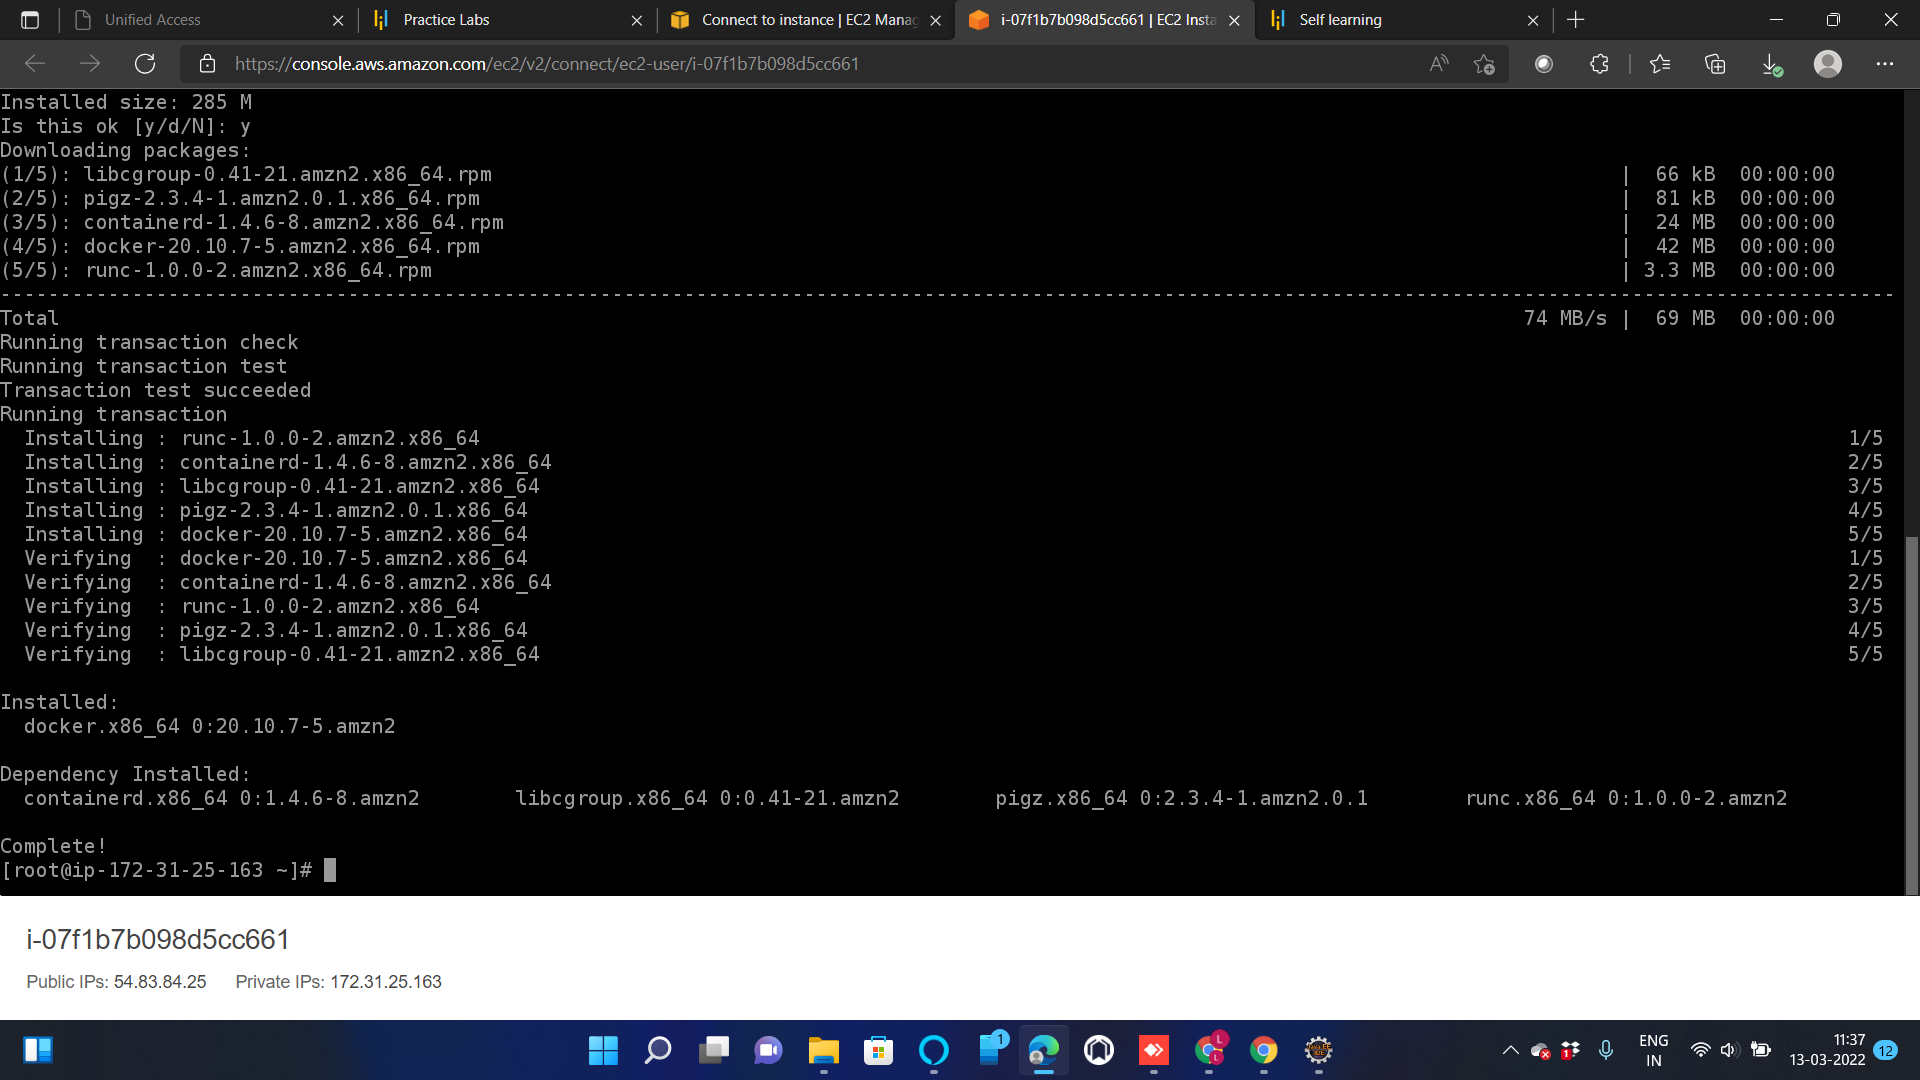 Unified Access
Practice Labs
Connect to instance | EC2 Manag
i-07f1b7b098d5cc661 | EC2 Insta
Self learning
https://console.aws.amazon.com/ec2/v2/connect/ec2-user/i-07f1b7b098d5cc661
Installed size: 285 M
Is this ok [y/d/N]: y
Downloading packages:
(1/5): libcgroup-0.41-21.amzn2.x86_64.rpm | 66 kB 00:00:00
(2/5): pigz-2.3.4-1.amzn2.0.1.x86_64.rpm | 81 kB 00:00:00
(3/5): containerd-1.4.6-8.amzn2.x86_64.rpm | 24 MB 00:00:00
(4/5): docker-20.10.7-5.amzn2.x86_64.rpm | 42 MB 00:00:00
(5/5): runc-1.0.0-2.amzn2.x86_64.rpm | 3.3 MB 00:00:00
--------------------------------------------------------------------------------
Total 74 MB/s | 69 MB 00:00:00
Running transaction check
Running transaction test
Transaction test succeeded
Running transaction
Installing : runc-1.0.0-2.amzn2.x86_64 1/5
Installing : containerd-1.4.6-8.amzn2.x86_64 2/5
Installing : libcgroup-0.41-21.amzn2.x86_64 3/5
Installing : pigz-2.3.4-1.amzn2.0.1.x86_64 4/5
Installing : docker-20.10.7-5.amzn2.x86_64 5/5
Verifying : docker-20.10.7-5.amzn2.x86_64 1/5
Verifying : containerd-1.4.6-8.amzn2.x86_64 2/5
Verifying : runc-1.0.0-2.amzn2.x86_64 3/5
Verifying : pigz-2.3.4-1.amzn2.0.1.x86_64 4/5
Verifying : libcgroup-0.41-21.amzn2.x86_64 5/5
Installed:
docker.x86_64 0:20.10.7-5.amzn2
Dependency Installed:
containerd.x86_64 0:1.4.6-8.amzn2 libcgroup.x86_64 0:0.41-21.amzn2 pigz.x86_64 0:2.3.4-1.amzn2.0.1 runc.x86_64 0:1.0.0-2.amzn2
Complete!
[root@ip-172-31-25-163 ~]#
i-07f1b7b098d5cc661
Public IPs: 54.83.84.25 Private IPs: 172.31.25.163
1
L
L
1
ENG
IN
11:37
13-03-2022
12